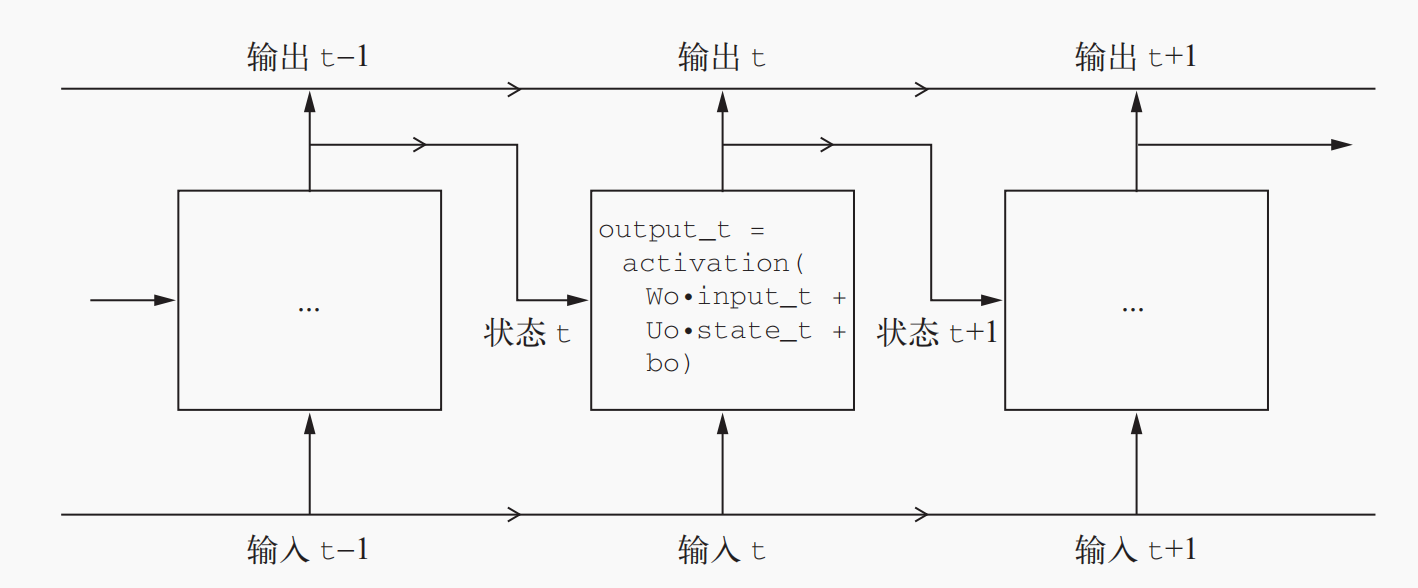 输出 t–1
输出 t
输出 t+1
...
output_t =
activation(
Wo•input_t +
Uo•state_t +
bo)
...
状态 t
状态 t+1
输入 t–1
输入 t
输入 t+1